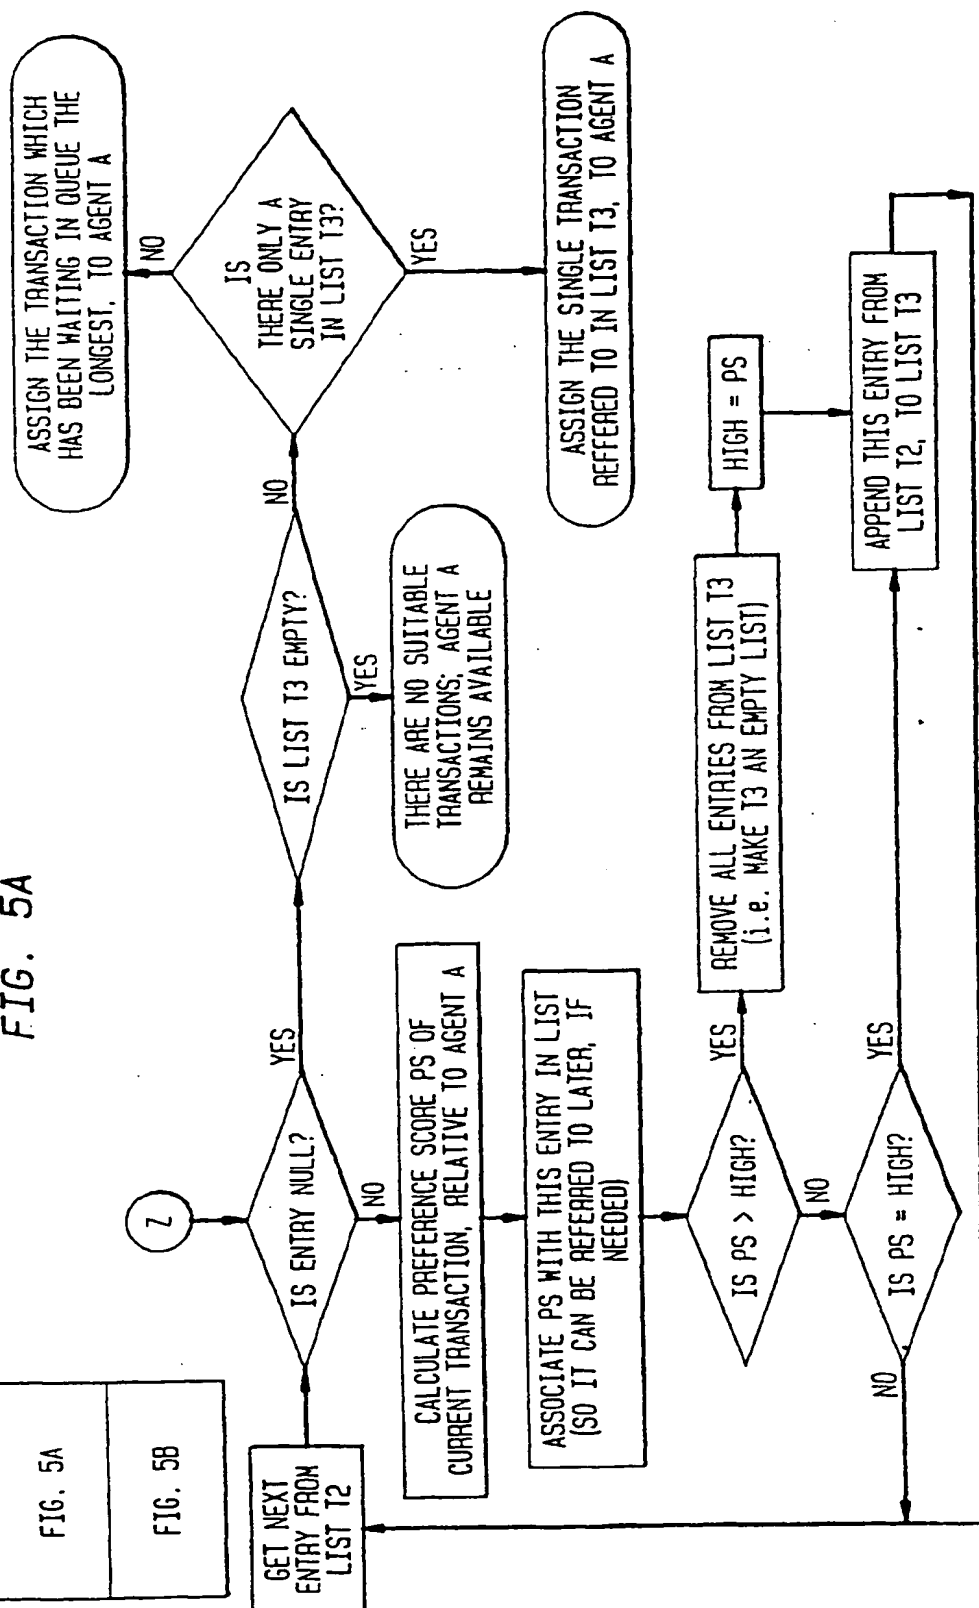 FIG. 5A
FIG. 5A
FIG. 5B
Z
GET NEXT
ENTRY FROM
LIST T2
IS ENTRY NULL?
YES
NO
IS LIST T3 EMPTY?
NO
YES
IS
THERE ONLY A
SINGLE ENTRY
IN LIST T3?
NO
YES
ASSIGN THE TRANSACTION WHICH
HAS BEEN WAITING IN QUEUE THE
LONGEST, TO AGENT A
THERE ARE NO SUITABLE
TRANSACTIONS; AGENT A
REMAINS AVAILABLE
ASSIGN THE SINGLE TRANSACTION
REFFERED TO IN LIST T3, TO AGENT A
CALCULATE PREFERENCE SCORE PS OF
CURRENT TRANSACTION, RELATIVE TO AGENT A
ASSOCIATE PS WITH THIS ENTRY IN LIST
(SO IT CAN BE REFERRED TO LATER, IF
NEEDED)
IS PS > HIGH?
YES
NO
REMOVE ALL ENTRIES FROM LIST T3
(i.e. MAKE T3 AN EMPTY LIST)
HIGH = PS
IS PS = HIGH?
YES
NO
APPEND THIS ENTRY FROM
LIST T2, TO LIST T3